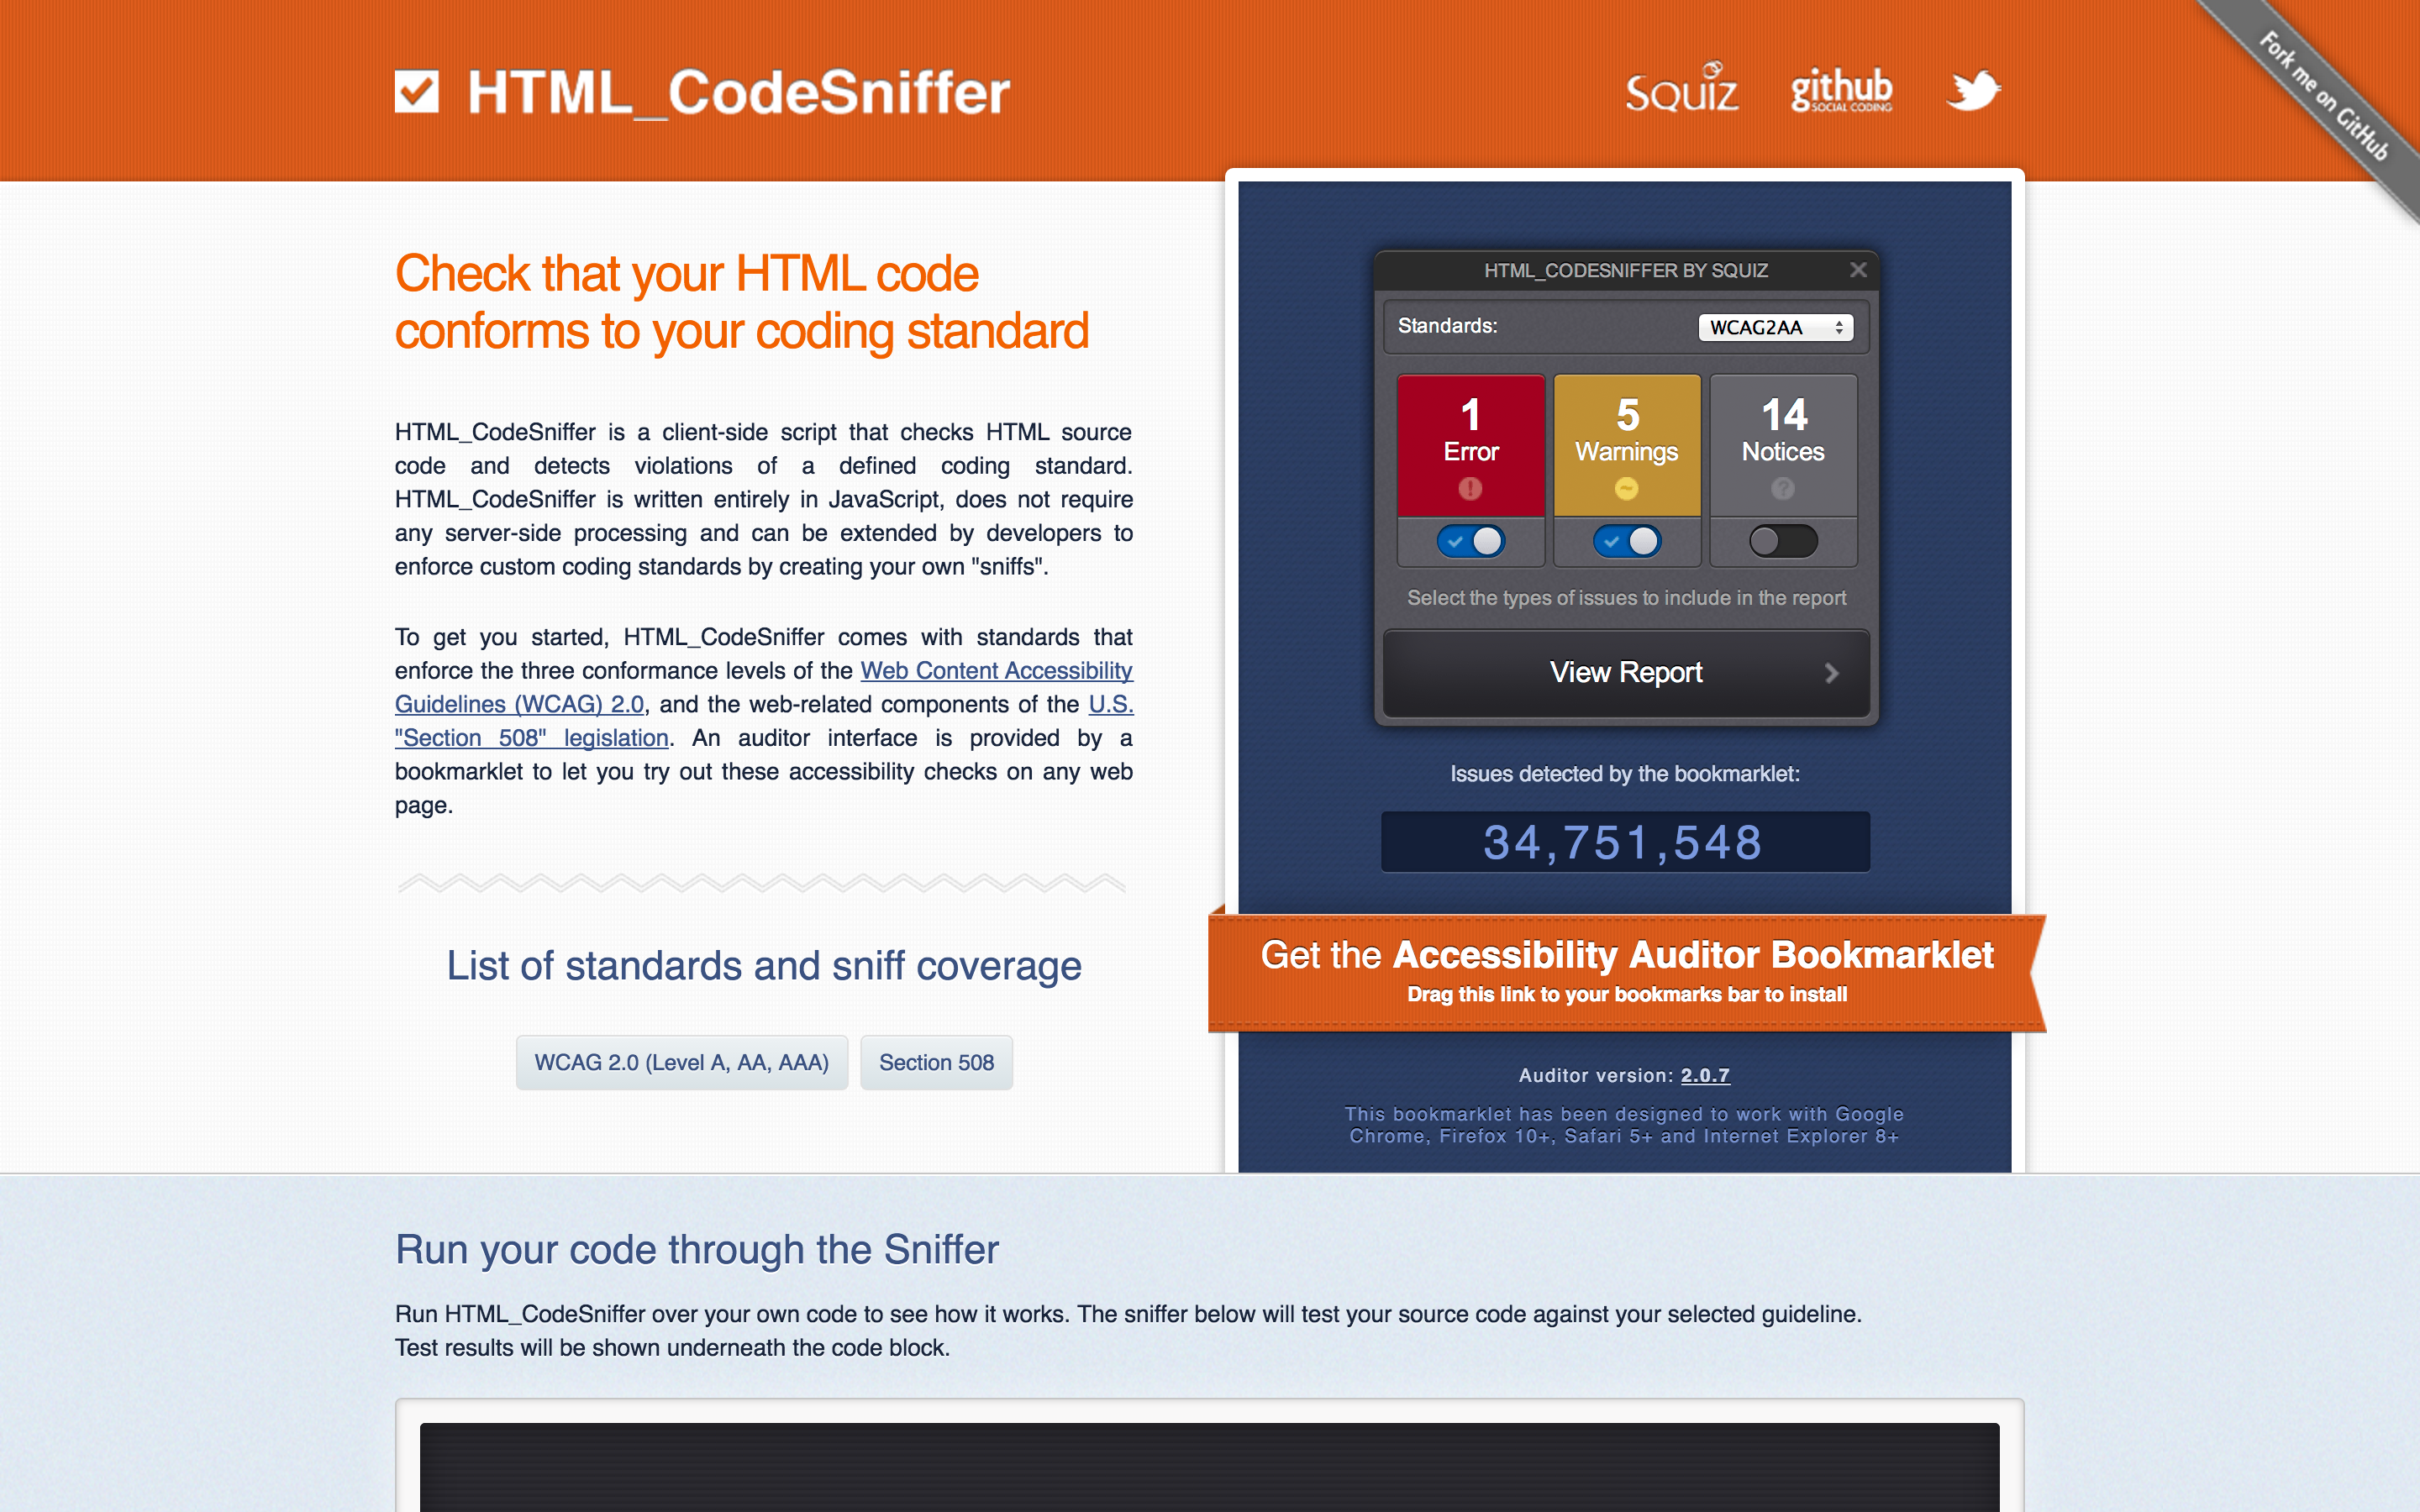 HTML_CodeSniffer
Squiz
github
SOCIAL CODING
Fork me on GitHub
Check that your HTML code
conforms to your coding standard
HTML_CodeSniffer is a client-side script that checks HTML source
code and detects violations of a defined coding standard.
HTML_CodeSniffer is written entirely in JavaScript, does not require
any server-side processing and can be extended by developers to
enforce custom coding standards by creating your own "sniffs".
To get you started, HTML_CodeSniffer comes with standards that
enforce the three conformance levels of the Web Content Accessibility
Guidelines (WCAG) 2.0, and the web-related components of the U.S.
"Section 508" legislation. An auditor interface is provided by a
bookmarklet to let you try out these accessibility checks on any web
page.
List of standards and sniff coverage
WCAG 2.0 (Level A, AA, AAA)
Section 508
HTML_CODESNIFFER BY SQUIZ
Standards:
WCAG2AA
1
Error
5
Warnings
14
Notices
Select the types of issues to include in the report
View Report
Issues detected by the bookmarklet:
34,751,548
Get the Accessibility Auditor Bookmarklet
Drag this link to your bookmarks bar to install
Auditor version: 2.0.7
This bookmarklet has been designed to work with Google
Chrome, Firefox 10+, Safari 5+ and Internet Explorer 8+
Run your code through the Sniffer
Run HTML_CodeSniffer over your own code to see how it works. The sniffer below will test your source code against your selected guideline.
Test results will be shown underneath the code block.